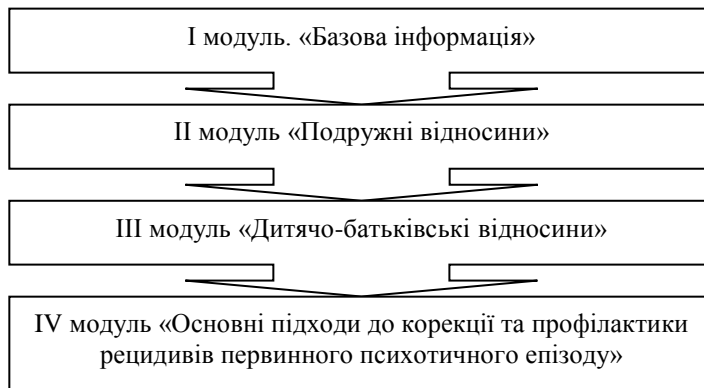 I модуль. «Базова інформація»
II модуль «Подружні відносини»
III модуль «Дитячо-батьківські відносини»
IV модуль «Основні підходи до корекції та профілактики
рецидивів первинного психотичного епізоду»